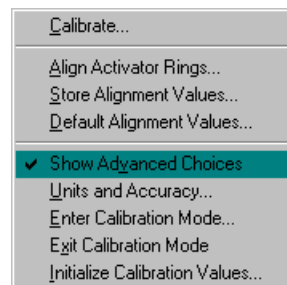 Calibrate...
Align Activator Rings...
Store Alignment Values...
Default Alignment Values...
Show Advanced Choices
Units and Accuracy...
Enter Calibration Mode...
Exit Calibration Mode
Initialize Calibration Values...